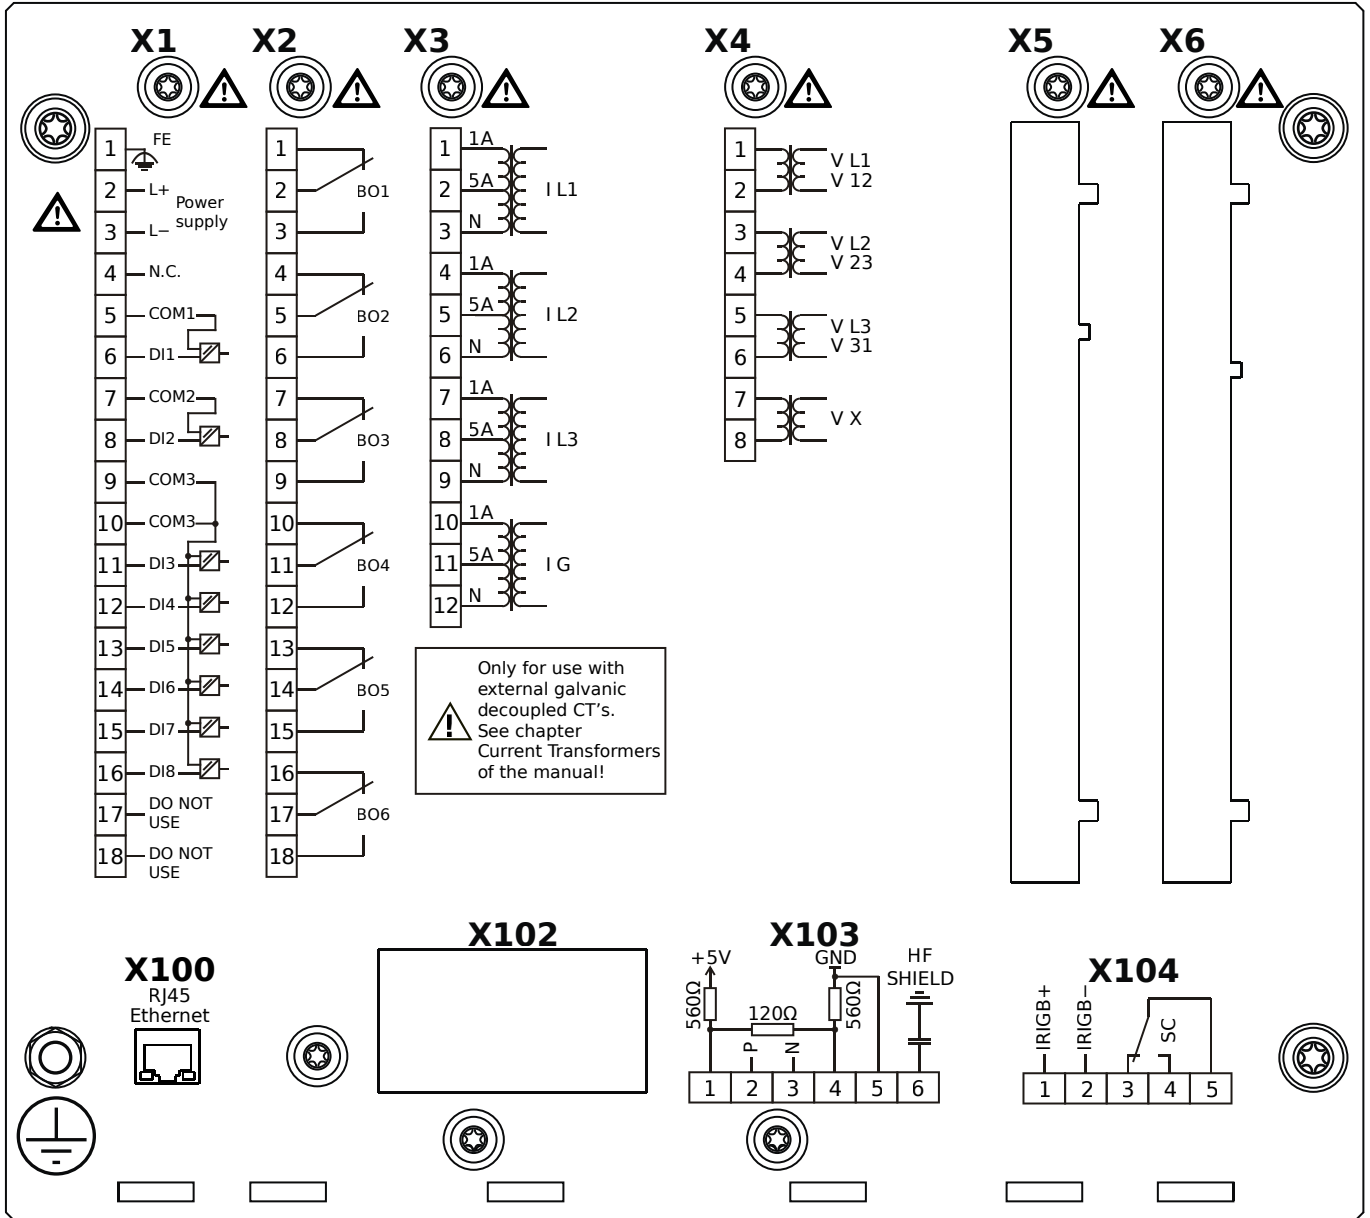 X1
X2
X3
X4
X5
X6
1 FE
2 L+
Power
supply
3 L−
4 N.C.
5 COM1
6 DI1
7 COM2
8 DI2
9 COM3
10 COM3
11 DI3
12 DI4
13 DI5
14 DI6
15 DI7
16 DI8
17 DO NOT
USE
18 DO NOT
USE
1
2 BO1
3
4
5 BO2
6
7
8 BO3
9
10
11 BO4
12
13
14 BO5
15
16
17 BO6
18
1 1A
2 5A I L1
3 N
4 1A
5 5A I L2
6 N
7 1A
8 5A I L3
9 N
10 1A
11 5A I G
12 N
Only for use with
external galvanic
decoupled CT's.
See chapter
Current Transformers
of the manual!
1 V L1
2 V 12
3 V L2
4 V 23
5 V L3
6 V 31
7 V X
8
X100
RJ45
Ethernet
X102
X103
+5V
GND
HF
SHIELD
560Ω
120Ω
560Ω
P
N
1 2 3 4 5 6
X104
IRIGB+
IRIGB−
SC
1 2 3 4 5